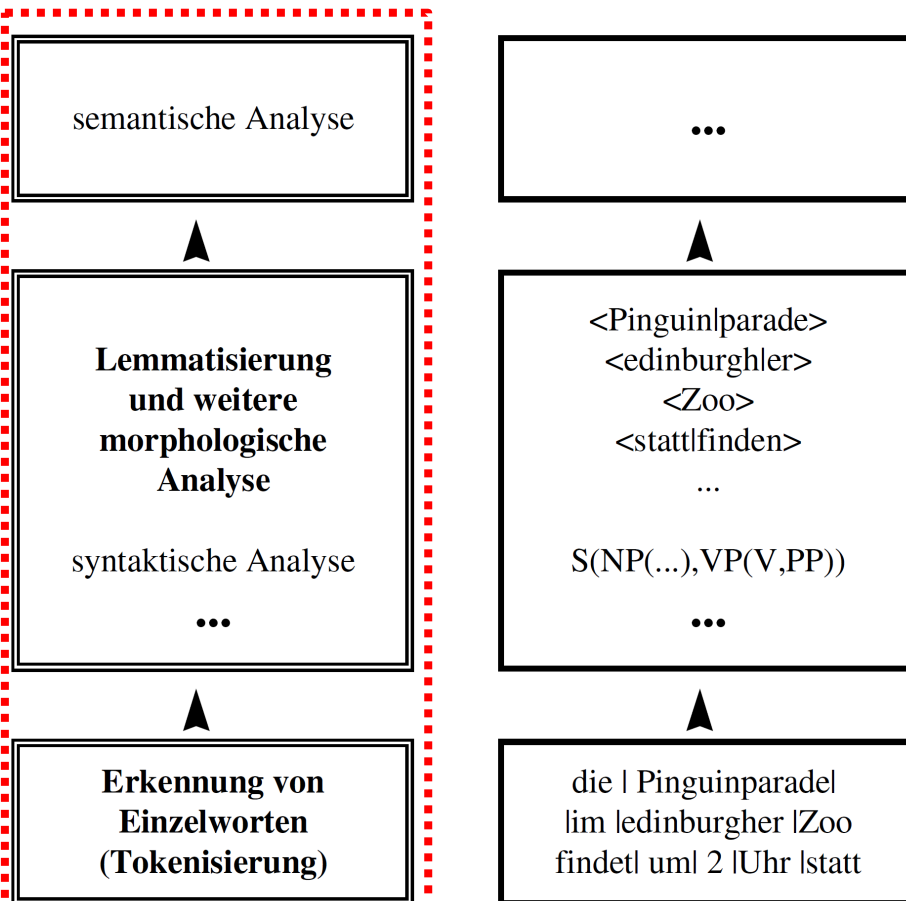 semantische Analyse
...
Lemmatisierung
und weitere
morphologische
Analyse
syntaktische Analyse
...
<Pinguin|parade>
<edinburgh|er>
<Zoo>
<statt|finden>
...
S(NP(...),VP(V,PP))
...
Erkennung von
Einzelworten
(Tokenisierung)
die | Pinguinparade|
|im |edinburgher |Zoo
findet| um| 2 |Uhr |statt